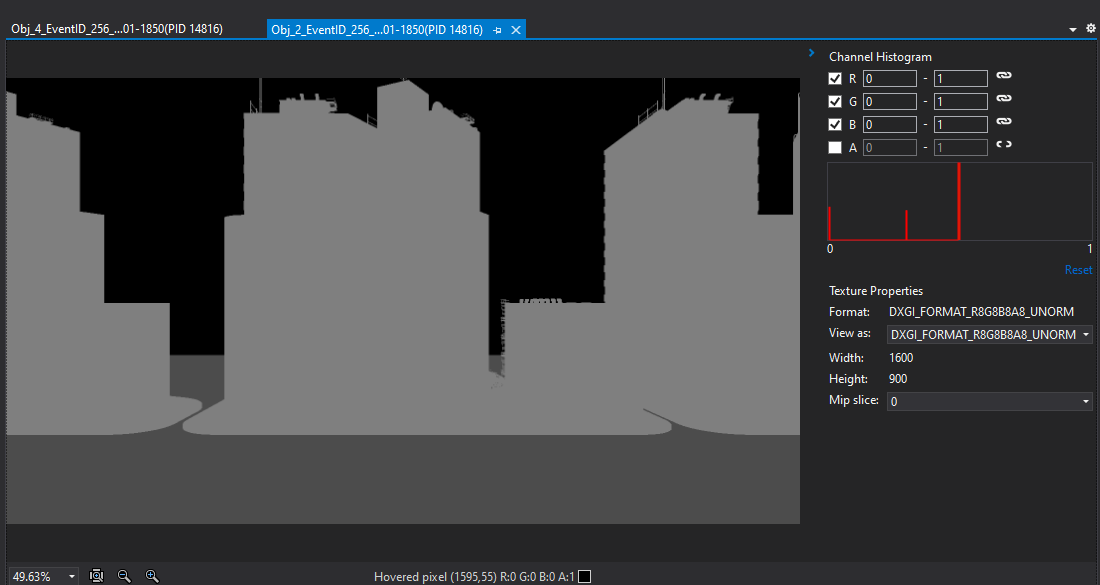 Obj_4_EventID_256_...01-1850(PID 14816)
Obj_2_EventID_256_...01-1850(PID 14816)
Channel Histogram
R 0 - 1
G 0 - 1
B 0 - 1
A 0 - 1
0 1
Reset
Texture Properties
Format: DXGI_FORMAT_R8G8B8A8_UNORM
View as: DXGI_FORMAT_R8G8B8A8_UNORM
Width: 1600
Height: 900
Mip slice: 0
49.63%
Hovered pixel (1595,55) R:0 G:0 B:0 A:1